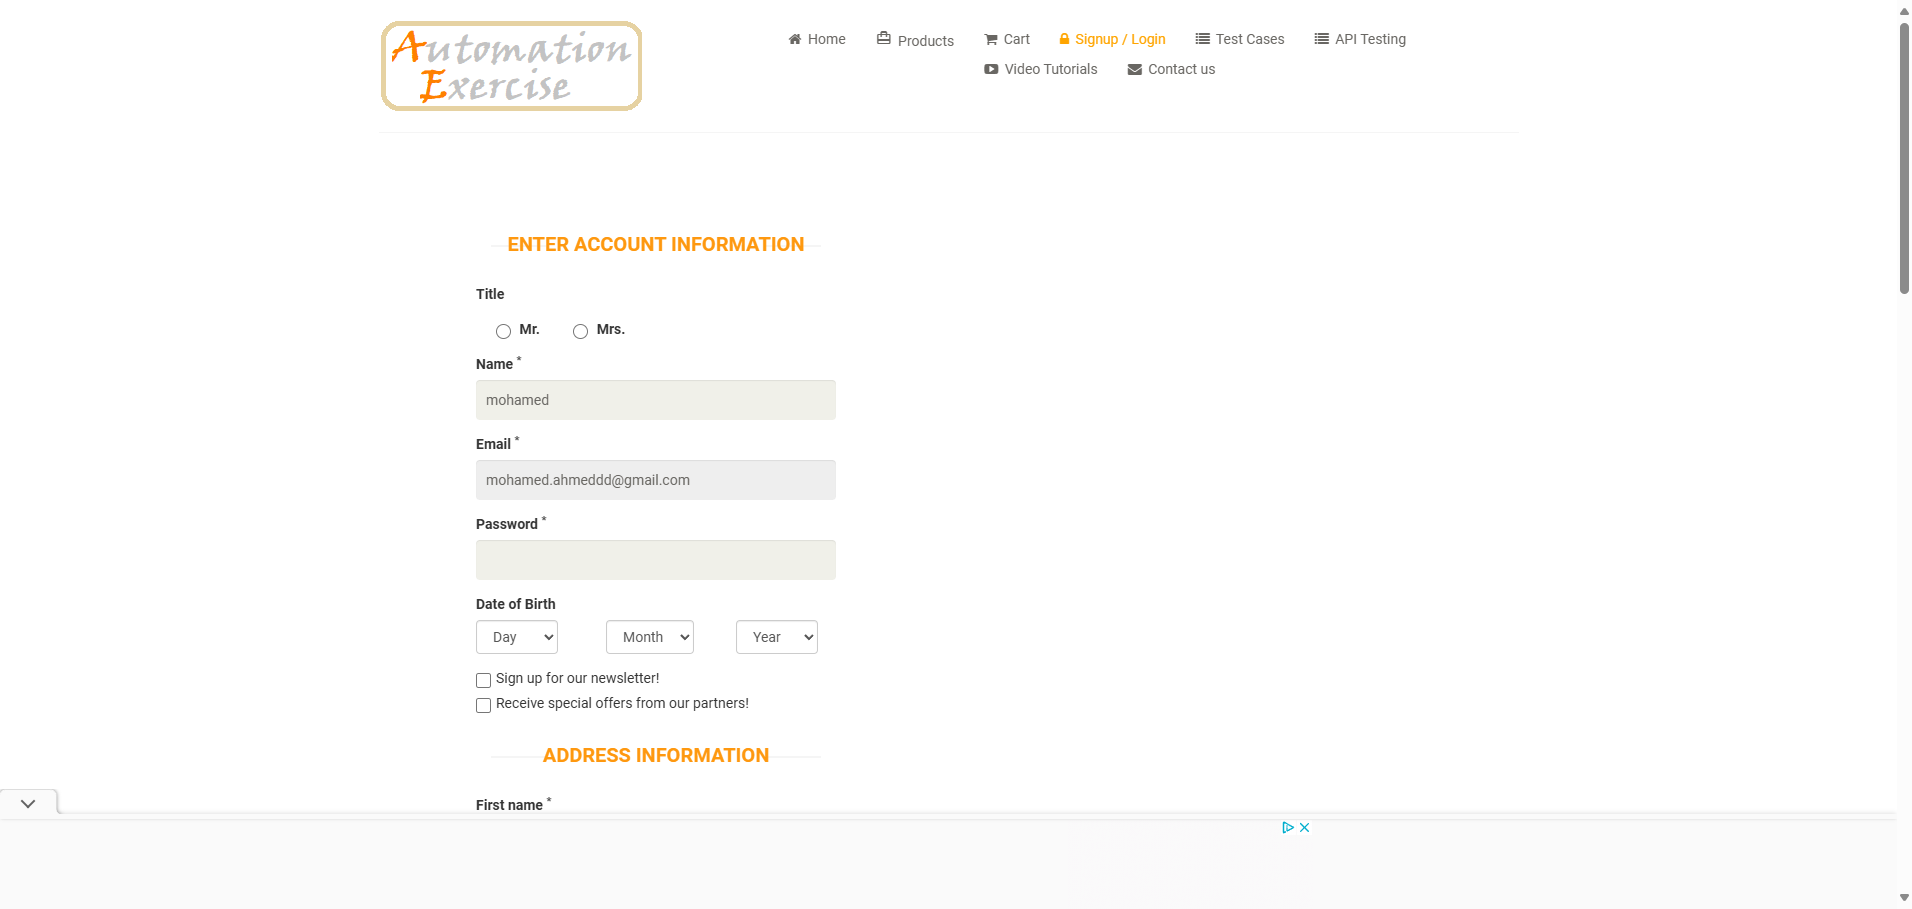 Automation
Exercise
Home
Products
Cart
Signup / Login
Test Cases
API Testing
Video Tutorials
Contact us
ENTER ACCOUNT INFORMATION
Title
Mr.
Mrs.
Name *
mohamed
Email *
mohamed.ahmeddd@gmail.com
Password *
Date of Birth
Day
Month
Year
Sign up for our newsletter!
Receive special offers from our partners!
ADDRESS INFORMATION
First name *